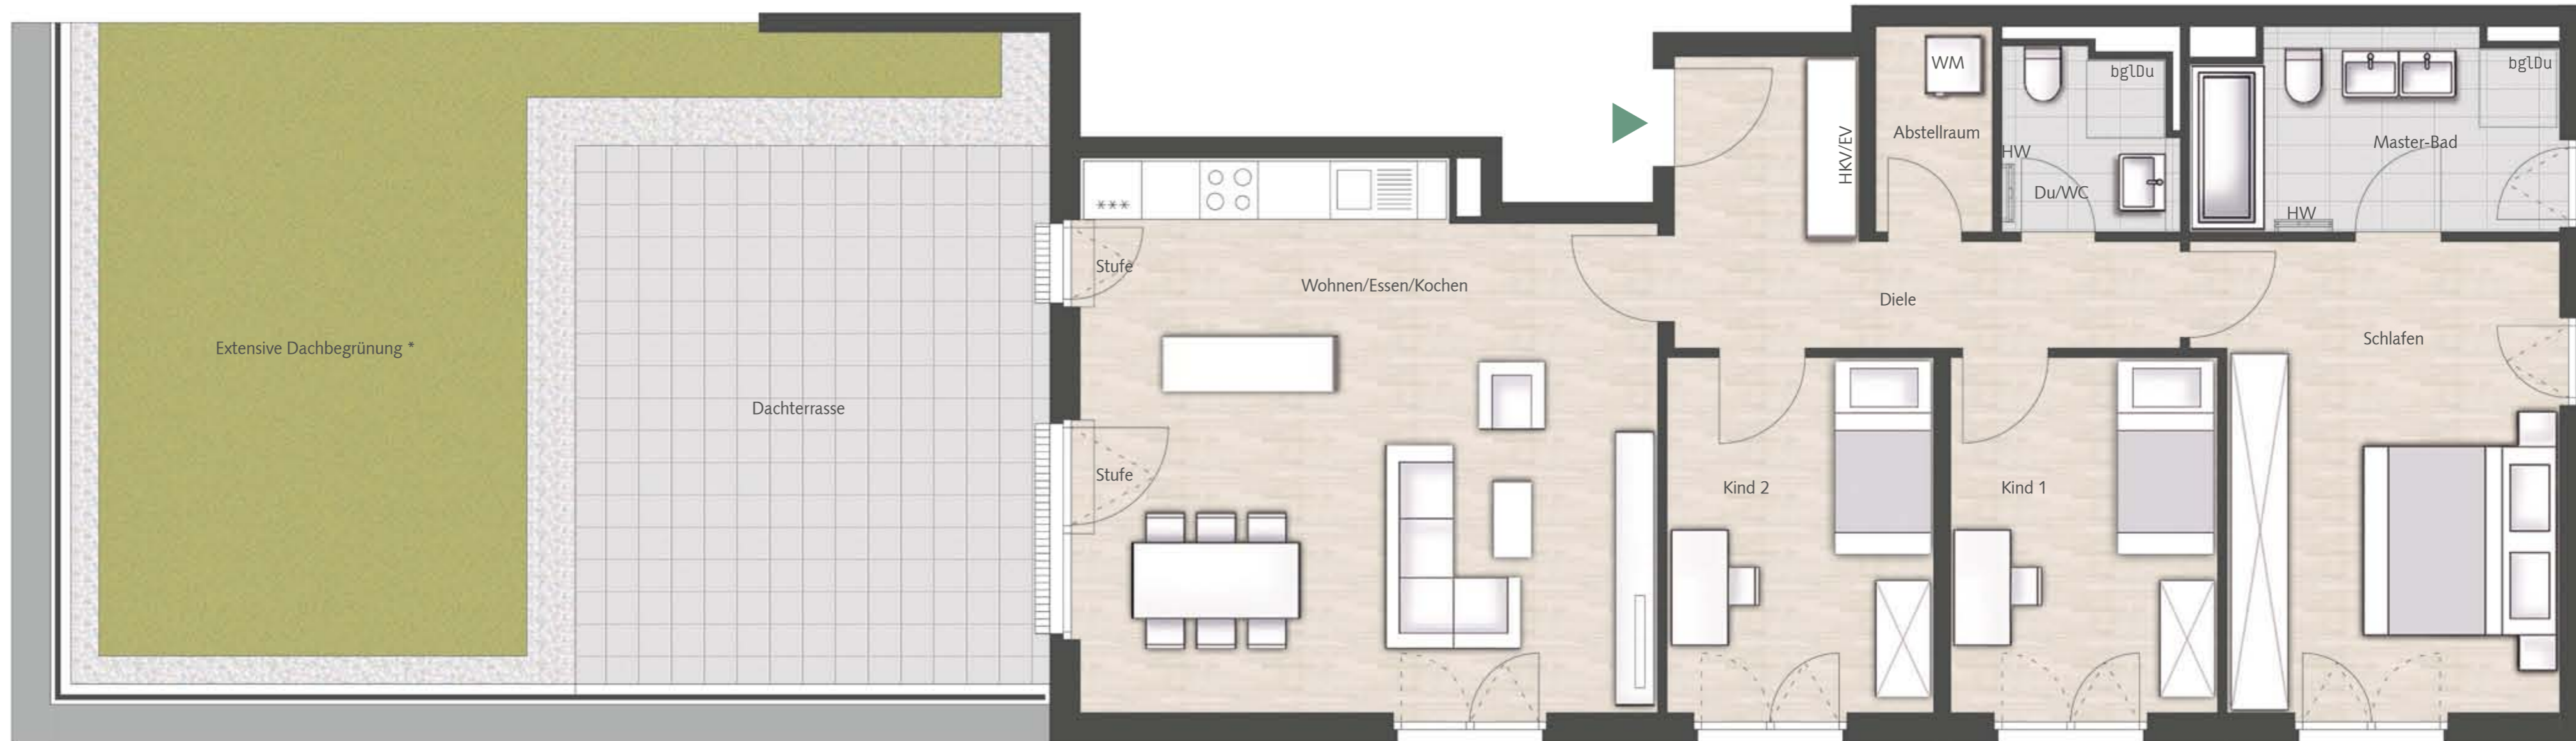 WM
bglDu
bglDu
HKV/EV
Abstellraum
Master-Bad
HW
Du/WC
HW
Stufe
Wohnen/Essen/Kochen
Diele
Schlafen
Extensive Dachbegrünung *
Dachterrasse
Stufe
Kind 2
Kind 1
***